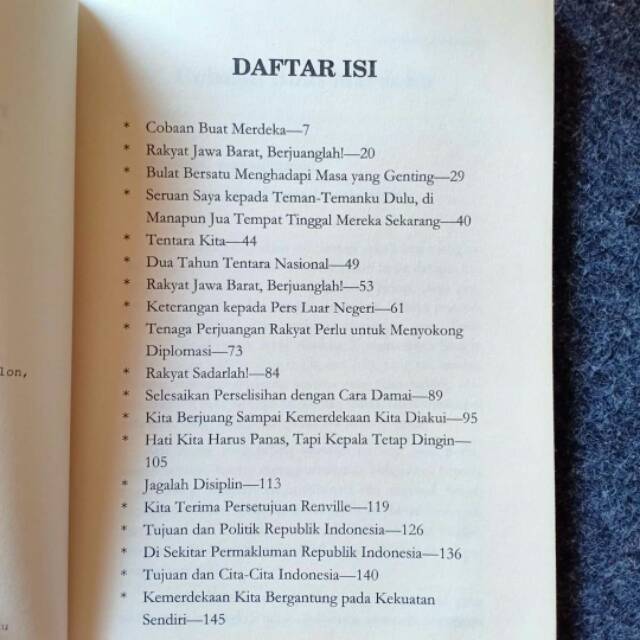 DAFTAR ISI
* Cobaan Buat Merdeka—7
* Rakyat Jawa Barat, Berjuanglah!—20
* Bulat Bersatu Menghadapi Masa yang Genting—29
* Seruan Saya kepada Teman-Temanku Dulu, di
Manapun Jua Tempat Tinggal Mereka Sekarang—40
* Tentara Kita—44
* Dua Tahun Tentara Nasional—49
* Rakyat Jawa Barat, Berjuanglah!—53
* Keterangan kepada Pers Luar Negeri—61
* Tenaga Perjuangan Rakyat Perlu untuk Menyokong
Diplomasi—73
* Rakyat Sadarlah!—84
* Selesaikan Perselisihan dengan Cara Damai—89
* Kita Berjuang Sampai Kemerdekaan Kita Diakui—95
* Hati Kita Harus Panas, Tapi Kepala Tetap Dingin—
105
* Jagalah Disiplin—113
* Kita Terima Persetujuan Renville—119
* Tujuan dan Politik Republik Indonesia—126
* Di Sekitar Permakluman Republik Indonesia—136
* Tujuan dan Cita-Cita Indonesia—140
* Kemerdekaan Kita Bergantung pada Kekuatan
Sendiri—145